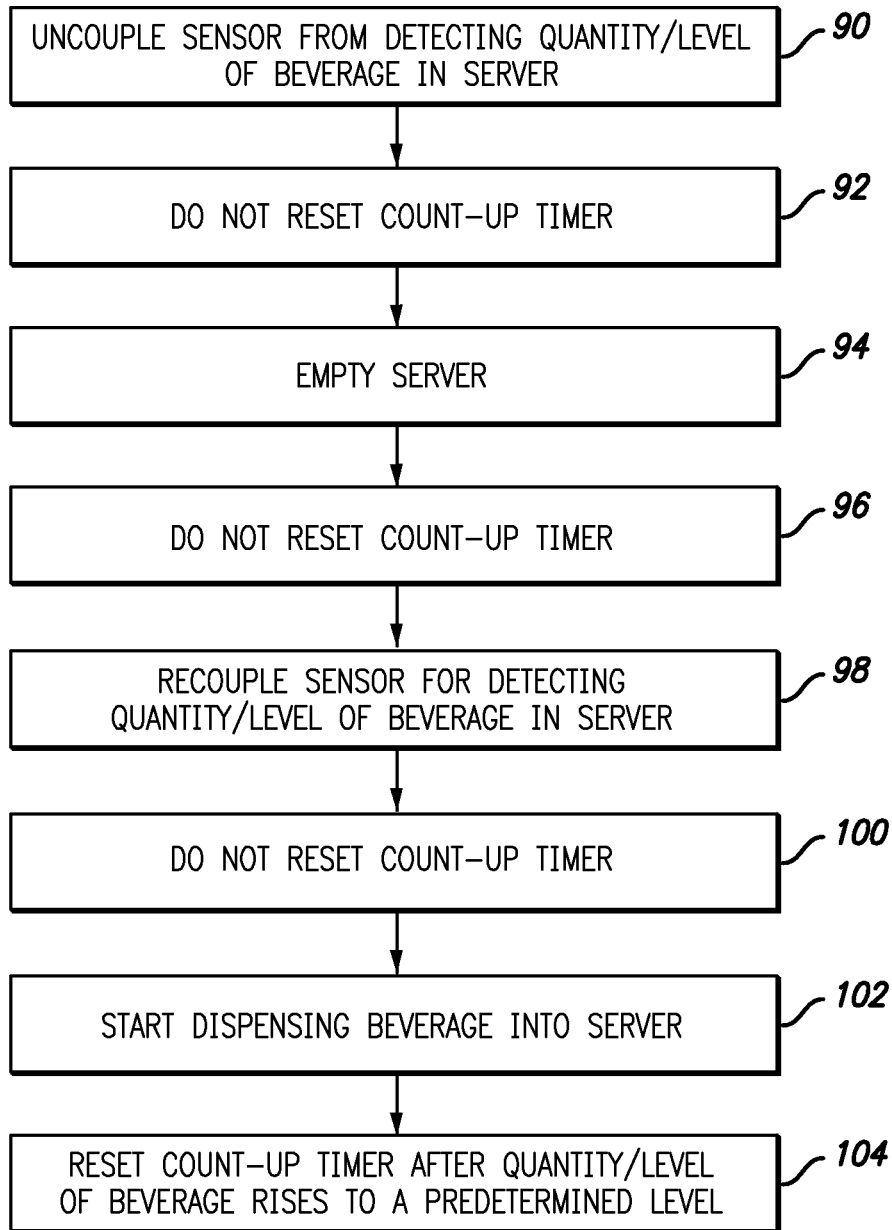 UNCOUPLE SENSOR FROM DETECTING QUANTITY/LEVEL
OF BEVERAGE IN SERVER
90
DO NOT RESET COUNT-UP TIMER
92
EMPTY SERVER
94
DO NOT RESET COUNT-UP TIMER
96
RECOUPLE SENSOR FOR DETECTING
QUANTITY/LEVEL OF BEVERAGE IN SERVER
98
DO NOT RESET COUNT-UP TIMER
100
START DISPENSING BEVERAGE INTO SERVER
102
RESET COUNT-UP TIMER AFTER QUANTITY/LEVEL
OF BEVERAGE RISES TO A PREDETERMINED LEVEL
104